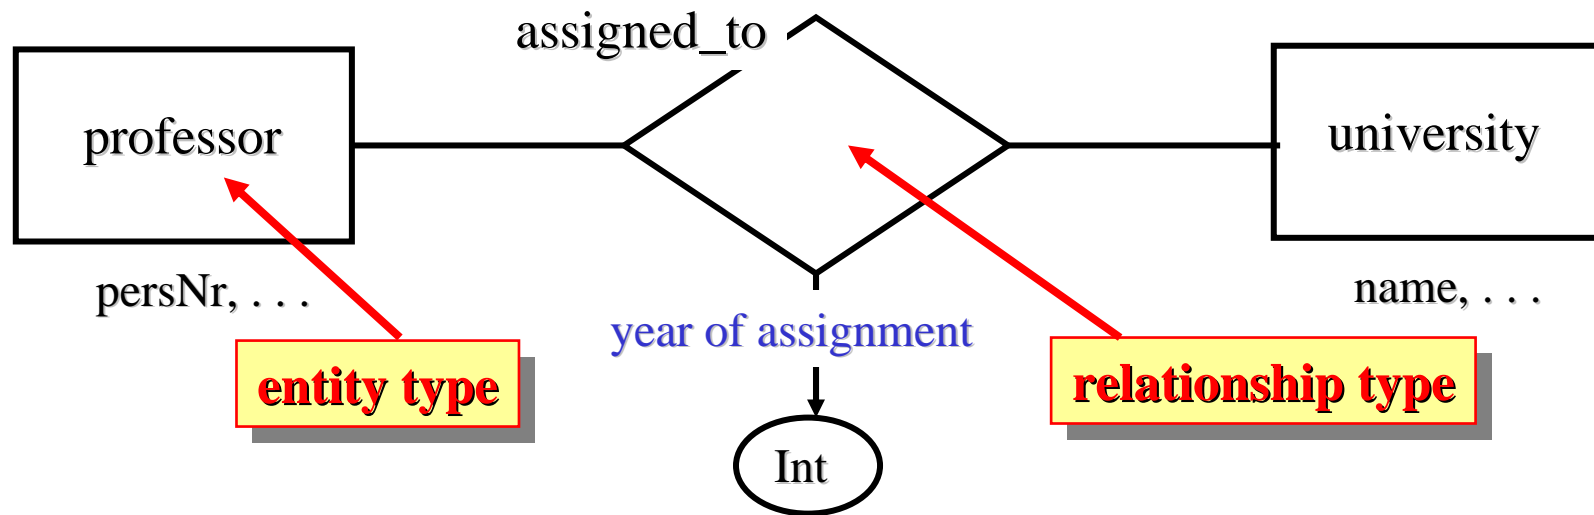 assigned_to
professor
university
persNr, . . .
name, . . .
year of assignment
entity type
relationship type
Int